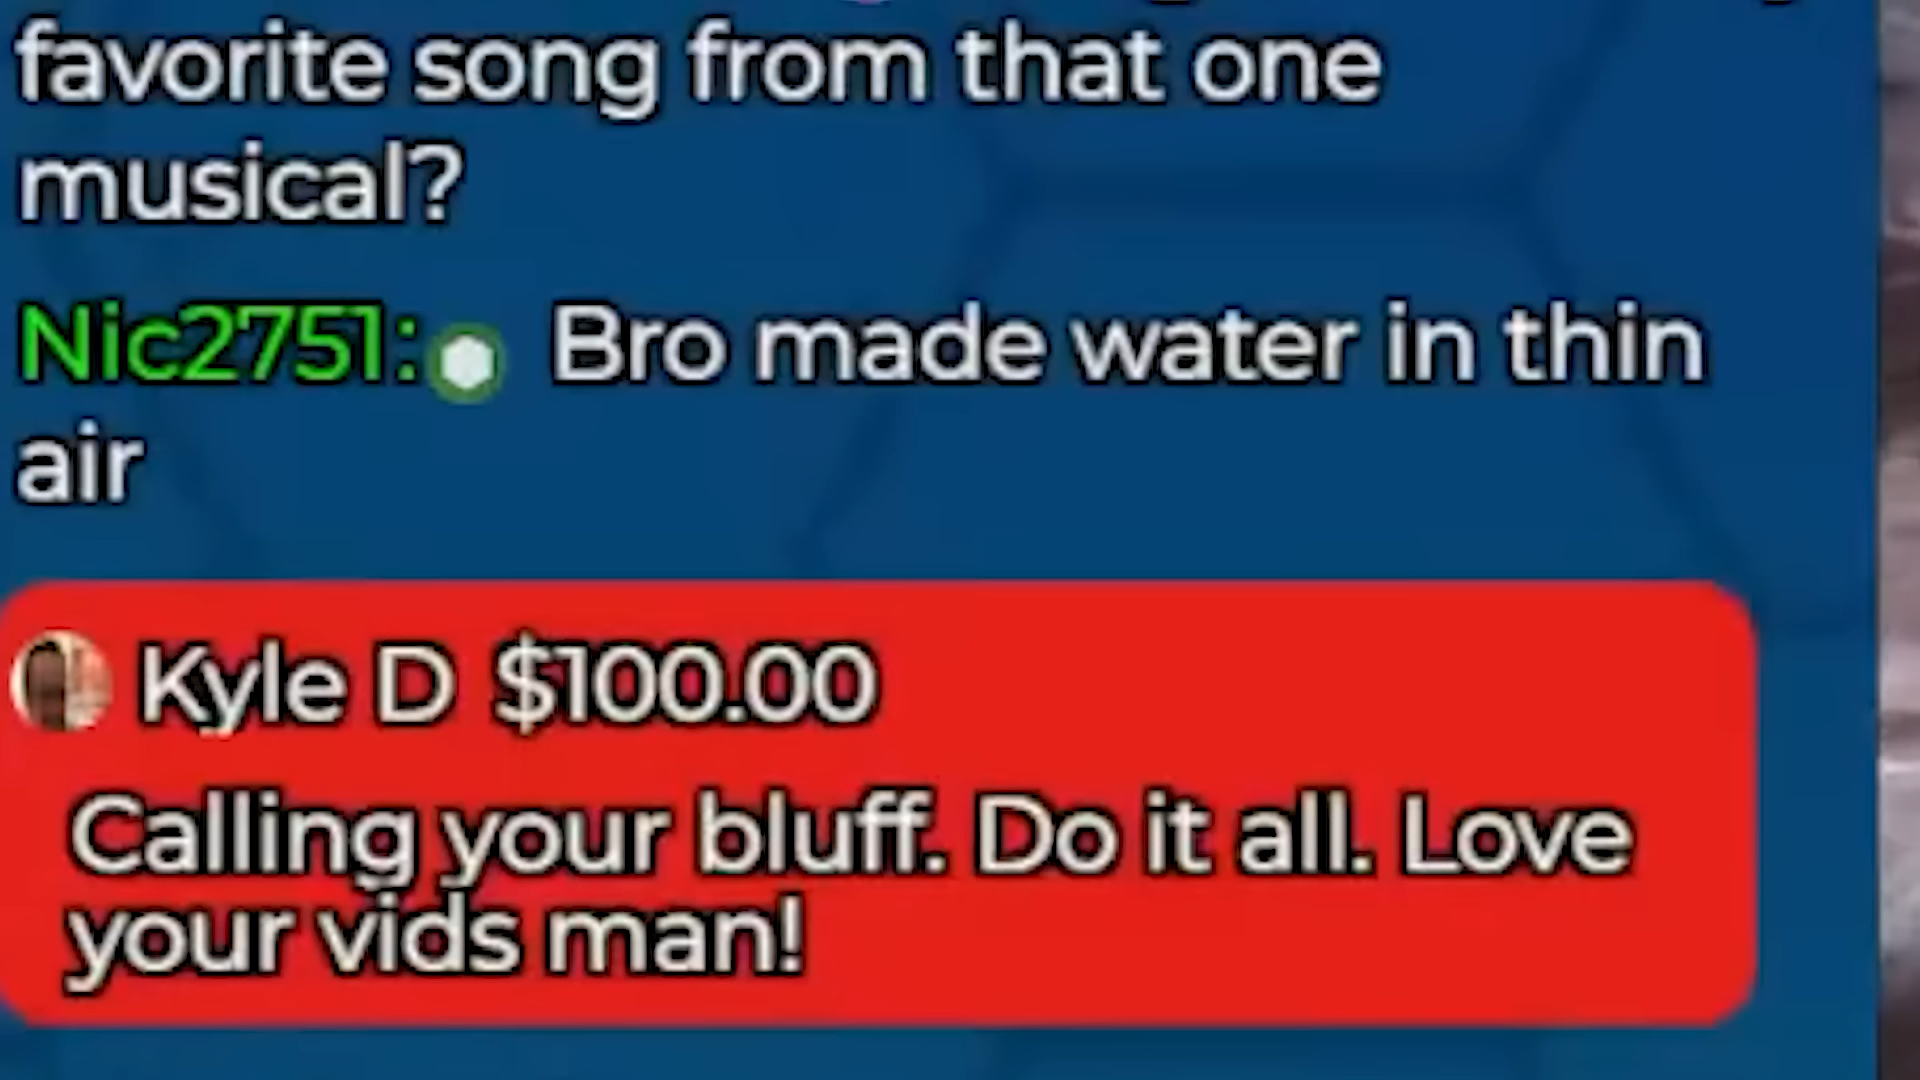 favorite song from that one
musical?
Nic2751: Bro made water in thin
air
Kyle D $100.00
Calling your bluff. Do it all. Love
your vids man!